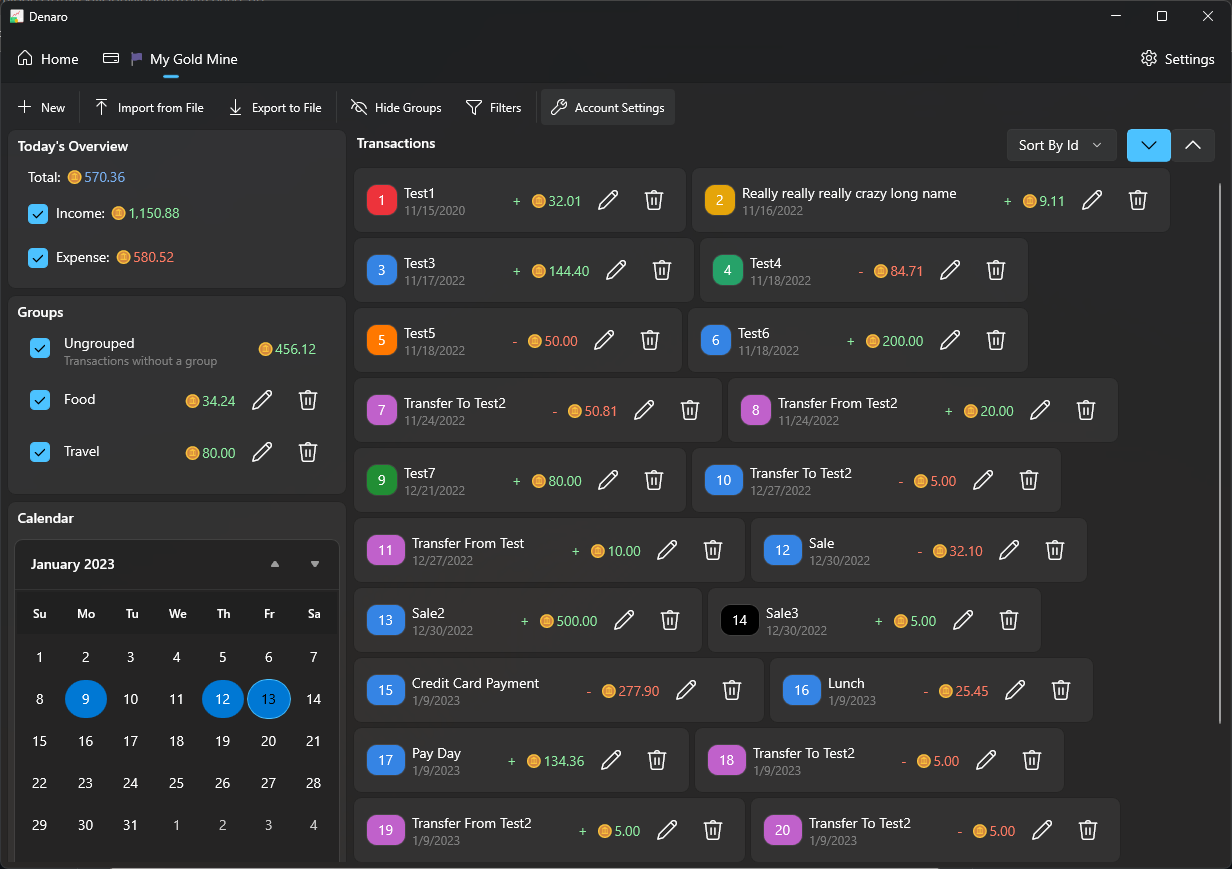 Denaro
Home
My Gold Mine
Settings
New
Import from File
Export to File
Hide Groups
Filters
Account Settings
Today's Overview
Total: 570.36
Income: 1,150.88
Expense: 580.52
Groups
Ungrouped
Transactions without a group
456.12
Food
34.24
Travel
80.00
Calendar
January 2023
Su Mo Tu We Th Fr Sa
1 2 3 4 5 6 7
8 9 10 11 12 13 14
15 16 17 18 19 20 21
22 23 24 25 26 27 28
29 30 31 1 2 3 4
Transactions
Sort By Id
1
Test1
11/15/2020
+ 32.01
2
Really really really crazy long name
11/16/2022
+ 9.11
3
Test3
11/17/2022
+ 144.40
4
Test4
11/18/2022
- 84.71
5
Test5
11/18/2022
- 50.00
6
Test6
11/18/2022
+ 200.00
7
Transfer To Test2
11/24/2022
- 50.81
8
Transfer From Test2
11/24/2022
+ 20.00
9
Test7
12/21/2022
+ 80.00
10
Transfer To Test2
12/27/2022
- 5.00
11
Transfer From Test
12/27/2022
+ 10.00
12
Sale
12/30/2022
- 32.10
13
Sale2
12/30/2022
+ 500.00
14
Sale3
12/30/2022
+ 5.00
15
Credit Card Payment
1/9/2023
- 277.90
16
Lunch
1/9/2023
- 25.45
17
Pay Day
1/9/2023
+ 134.36
18
Transfer To Test2
1/9/2023
- 5.00
19
Transfer From Test2
1/9/2023
+ 5.00
20
Transfer To Test2
1/9/2023
- 5.00